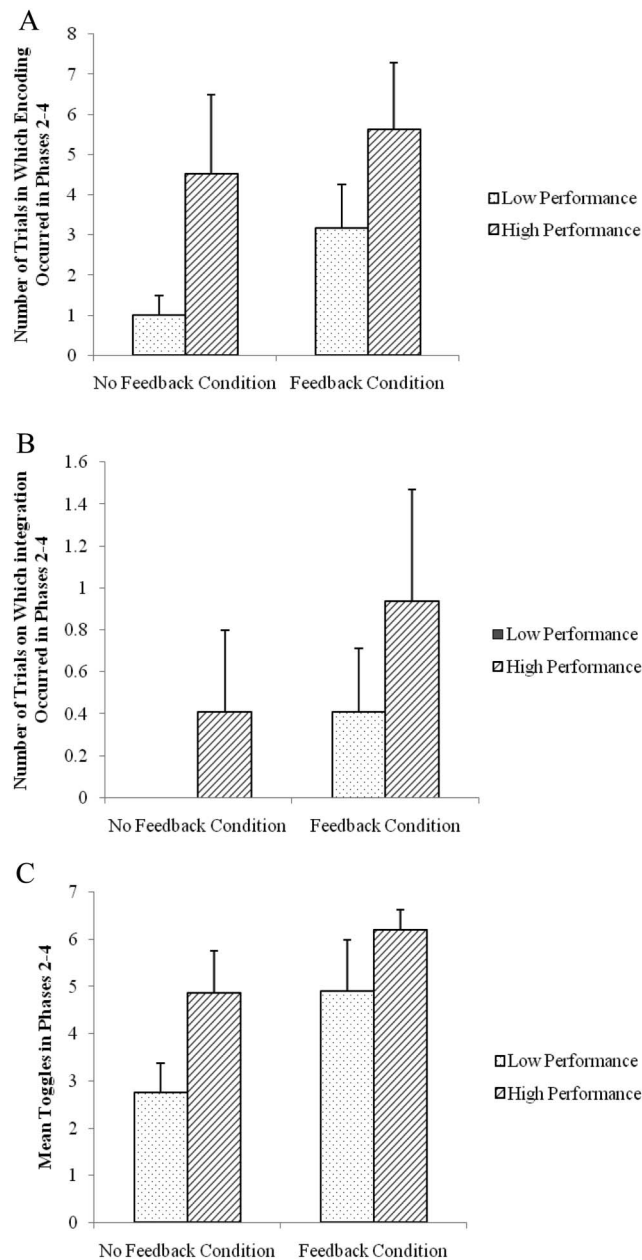 A
Number of Trials in Which Encoding
Occurred in Phases 2-4
8
7
6
5
4
3
2
1
0
No Feedback Condition
Feedback Condition
Low Performance
High Performance
B
Number of Trials on Which integration
Occurred in Phases 2-4
1.6
1.4
1.2
1
0.8
0.6
0.4
0.2
0
No Feedback Condition
Feedback Condition
Low Performance
High Performance
C
Mean Toggles in Phases 2-4
7
6
5
4
3
2
1
0
No Feedback Condition
Feedback Condition
Low Performance
High Performance